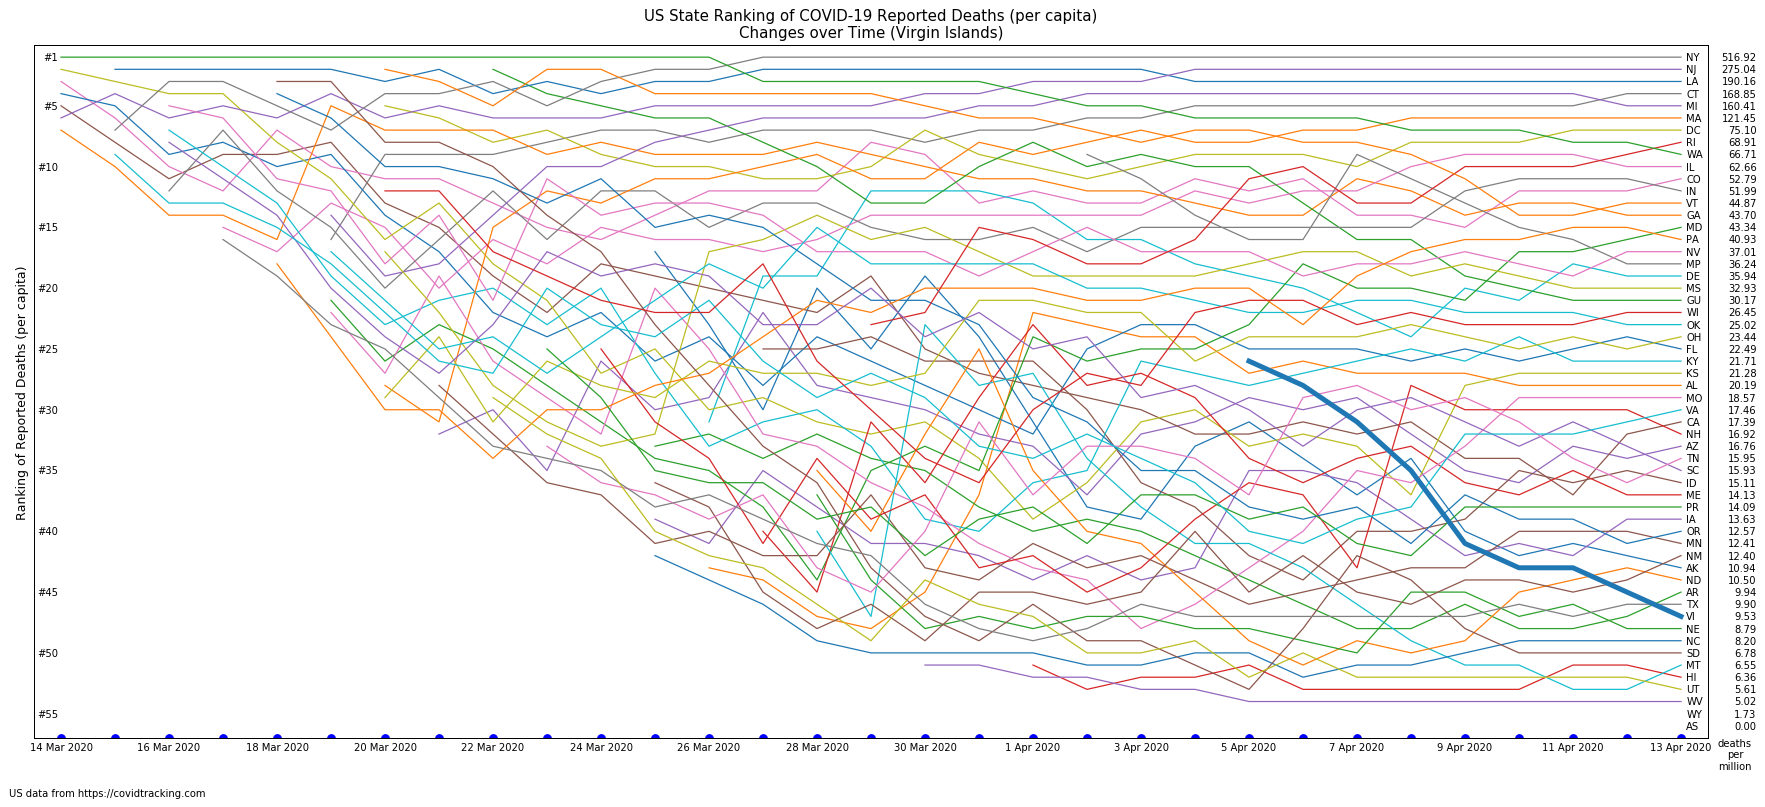 US State Ranking of COVID-19 Reported Deaths (per capita)
Changes over Time (Virgin Islands)
Ranking of Reported Deaths (per capita)
#1
#5
#10
#15
#20
#25
#30
#35
#40
#45
#50
#55
NY 516.92
NJ 275.04
LA 190.16
CT 168.85
MI 160.41
MA 121.45
DC 75.10
RI 68.91
WA 66.71
IL 62.66
CO 52.79
IN 51.99
VT 44.87
GA 43.70
MD 43.34
PA 40.93
NV 37.01
MP 36.24
DE 35.94
MS 32.93
GU 30.17
WI 26.45
OK 25.02
OH 23.44
FL 22.49
KY 21.71
KS 21.28
AL 20.19
MO 18.57
VA 17.46
CA 17.39
NH 16.92
AZ 16.76
TN 15.95
SC 15.93
ID 15.11
ME 14.13
PR 14.09
IA 13.63
OR 12.57
MN 12.41
NM 12.40
AK 10.94
ND 10.50
AR 9.94
TX 9.90
VI 9.53
NE 8.79
NC 8.20
SD 6.78
MT 6.55
HI 6.36
UT 5.61
WV 5.02
WY 1.73
AS 0.00
14 Mar 2020 16 Mar 2020 18 Mar 2020 20 Mar 2020 22 Mar 2020 24 Mar 2020 26 Mar 2020 28 Mar 2020 30 Mar 2020 1 Apr 2020 3 Apr 2020 5 Apr 2020 7 Apr 2020 9 Apr 2020 11 Apr 2020 13 Apr 2020
deaths
per
million
US data from https://covidtracking.com